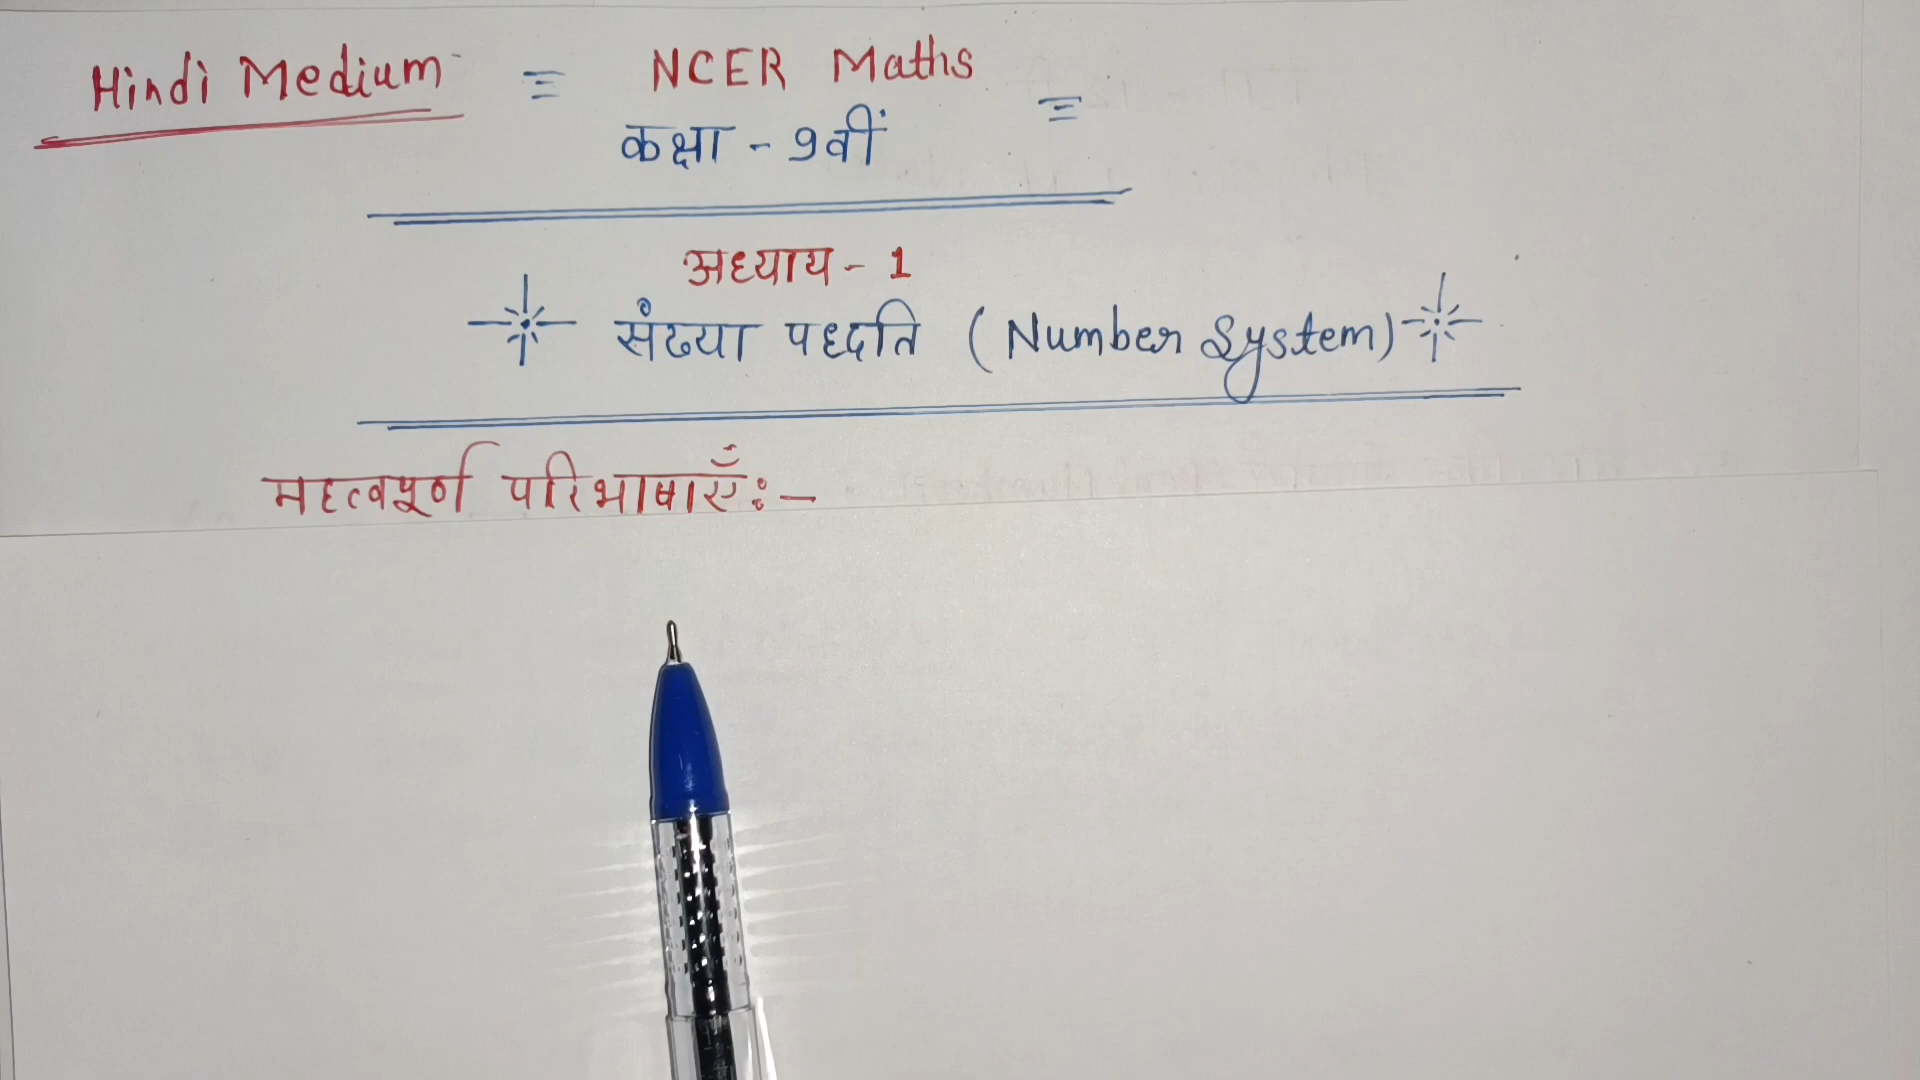 Hindi Medium = NCER Maths =
कक्षा - 9वीं
अध्याय - 1
संख्या पद्धति (Number System)
महत्वपूर्ण परिभाषाएँ:-